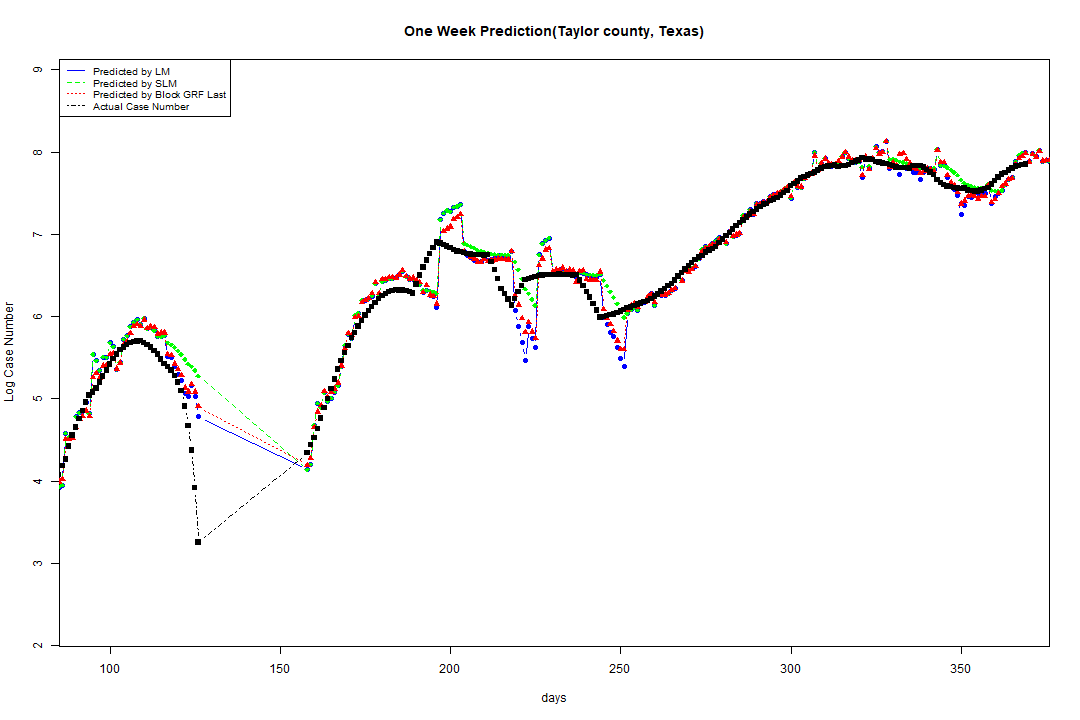 One Week Prediction(Taylor county, Texas)
Predicted by LM
Predicted by SLM
Predicted by Block GRF Last
Actual Case Number
9
8
7
6
5
4
3
2
Log Case Number
100 150 200 250 300 350
days